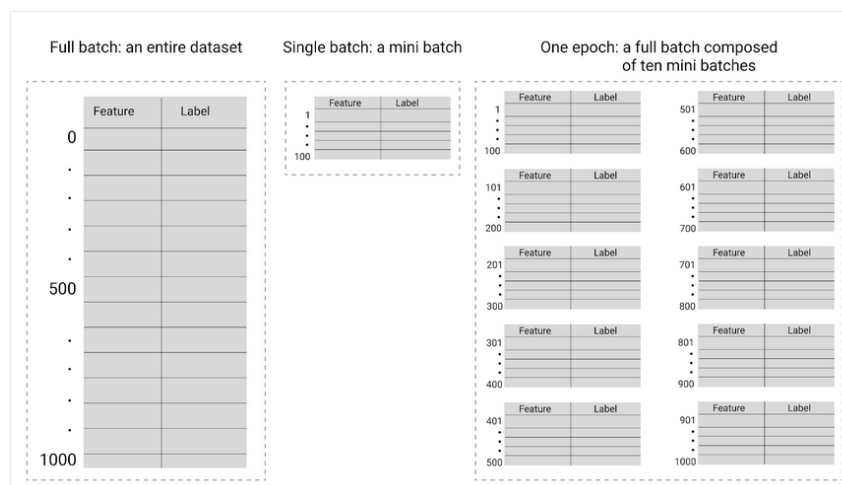 Full batch: an entire dataset
Feature Label
0
500
1000
Single batch: a mini batch
Feature Label
1
100
One epoch: a full batch composed
of ten mini batches
Feature Label
1
100
Feature Label
101
200
Feature Label
201
300
Feature Label
301
400
Feature Label
401
500
Feature Label
501
600
Feature Label
601
700
Feature Label
701
800
Feature Label
801
900
Feature Label
901
1000